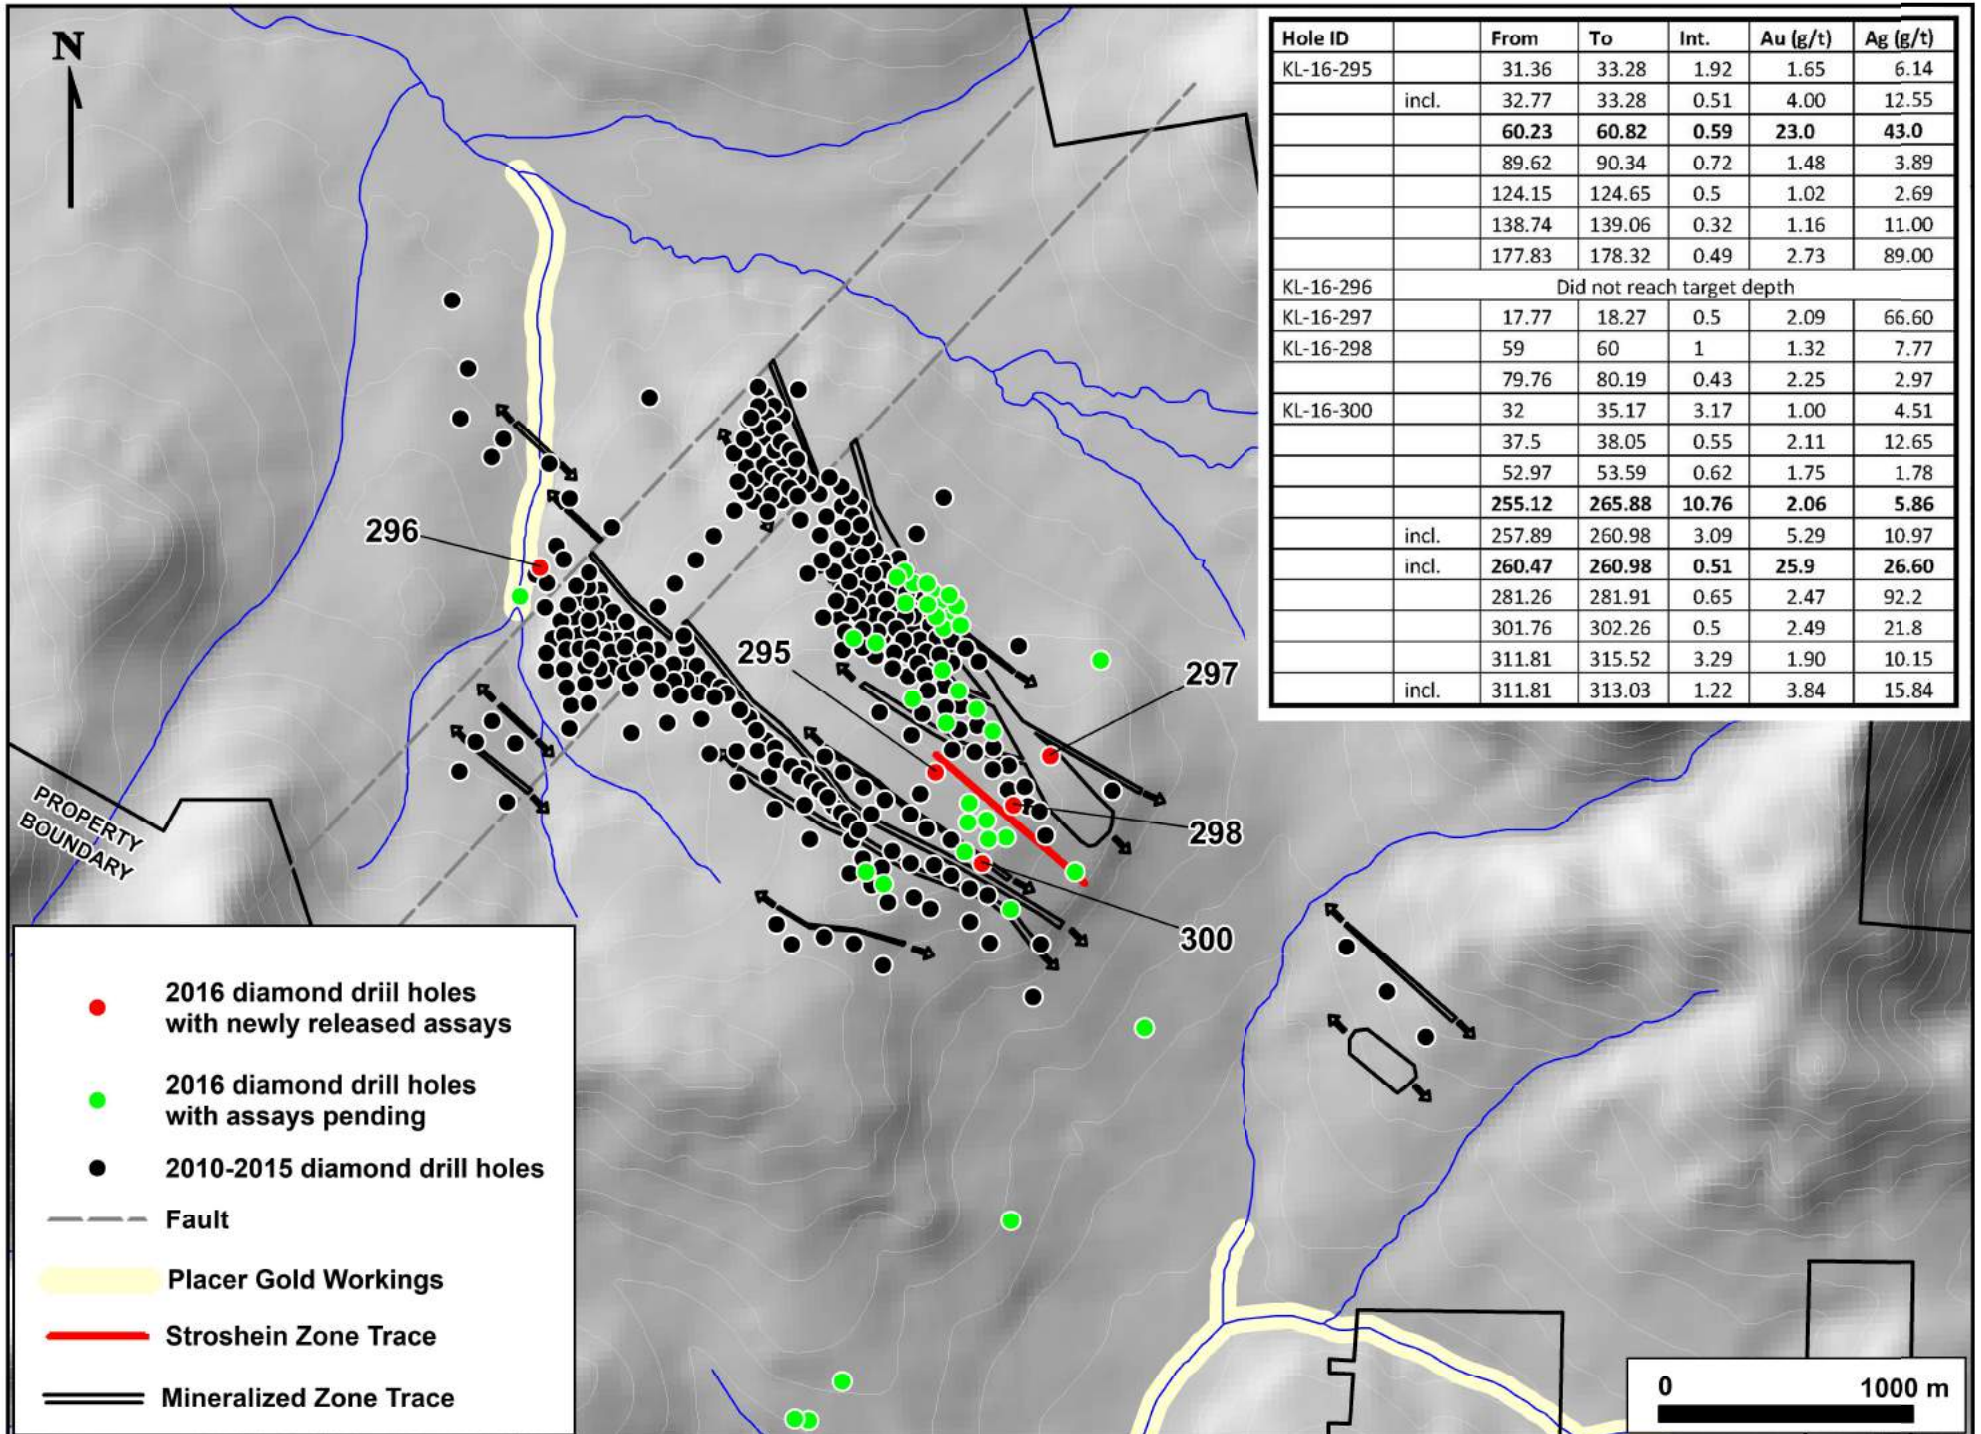 N
Hole ID From To Int. Au (g/t) Ag (g/t)
KL-16-295 31.36 33.28 1.92 1.65 6.14
incl. 32.77 33.28 0.51 4.00 12.55
60.23 60.82 0.59 23.0 43.0
89.62 90.34 0.72 1.48 3.89
124.15 124.65 0.5 1.02 2.69
138.74 139.06 0.32 1.16 11.00
177.83 178.32 0.49 2.73 89.00
KL-16-296 Did not reach target depth
KL-16-297 17.77 18.27 0.5 2.09 66.60
KL-16-298 59 60 1 1.32 7.77
79.76 80.19 0.43 2.25 2.97
KL-16-300 32 35.17 3.17 1.00 4.51
37.5 38.05 0.55 2.11 12.65
52.97 53.59 0.62 1.75 1.78
255.12 265.88 10.76 2.06 5.86
incl. 257.89 260.98 3.09 5.29 10.97
incl. 260.47 260.98 0.51 25.9 26.60
281.26 281.91 0.65 2.47 92.2
301.76 302.26 0.5 2.49 21.8
311.81 315.52 3.29 1.90 10.15
incl. 311.81 313.03 1.22 3.84 15.84
296
295
297
298
300
PROPERTY
BOUNDARY
2016 diamond driil holes
with newly released assays
2016 diamond drill holes
with assays pending
2010-2015 diamond drill holes
Fault
Placer Gold Workings
Stroshein Zone Trace
Mineralized Zone Trace
0 1000 m